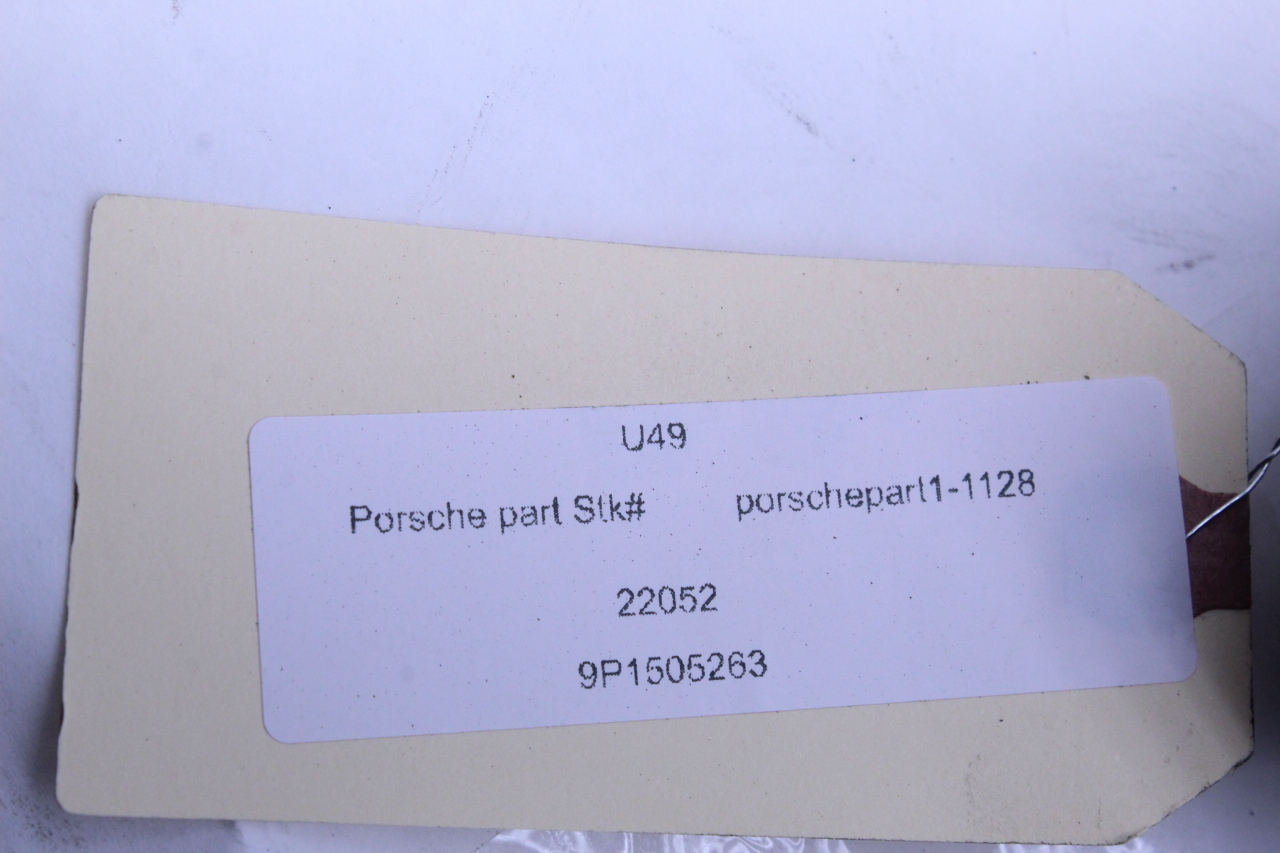 U49
Porsche part Stk# porschepart1-1128
22052
9P1505263